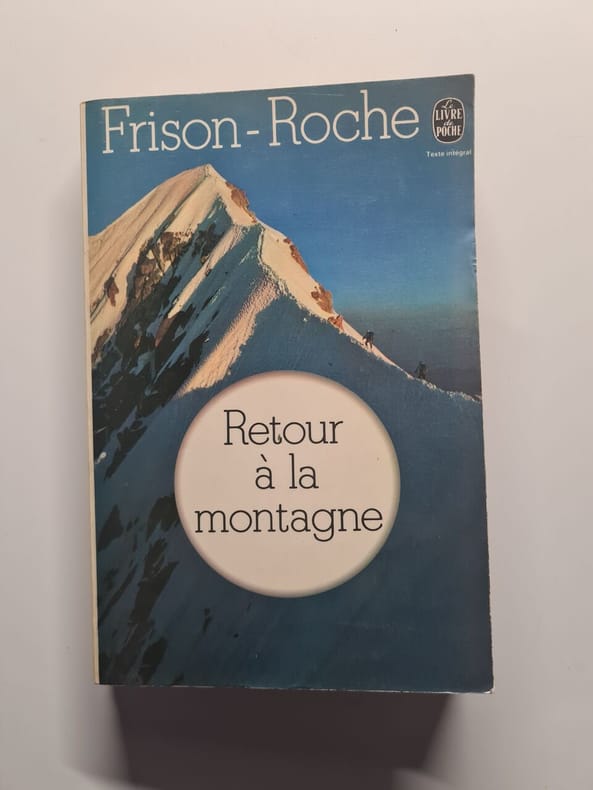 Frison-Roche
Le
LIVRE
de
POCHE
Texte intégral
Retour
à la
montagne